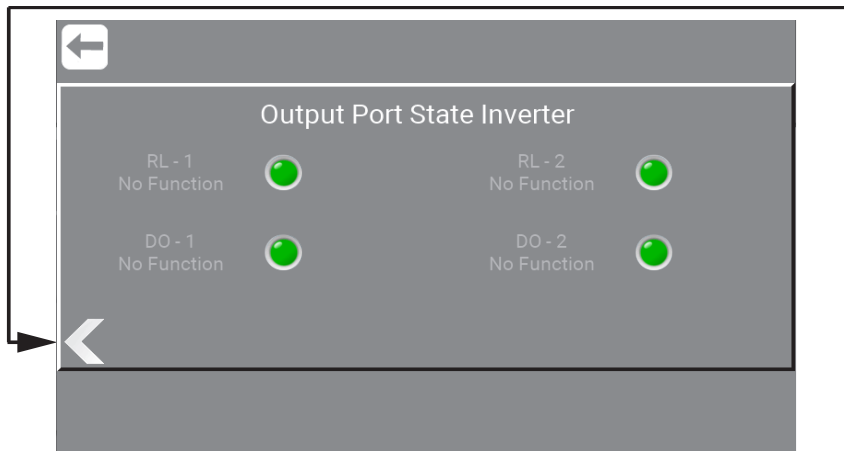 Output Port State Inverter
RL - 1
No Function
RL - 2
No Function
DO - 1
No Function
DO - 2
No Function